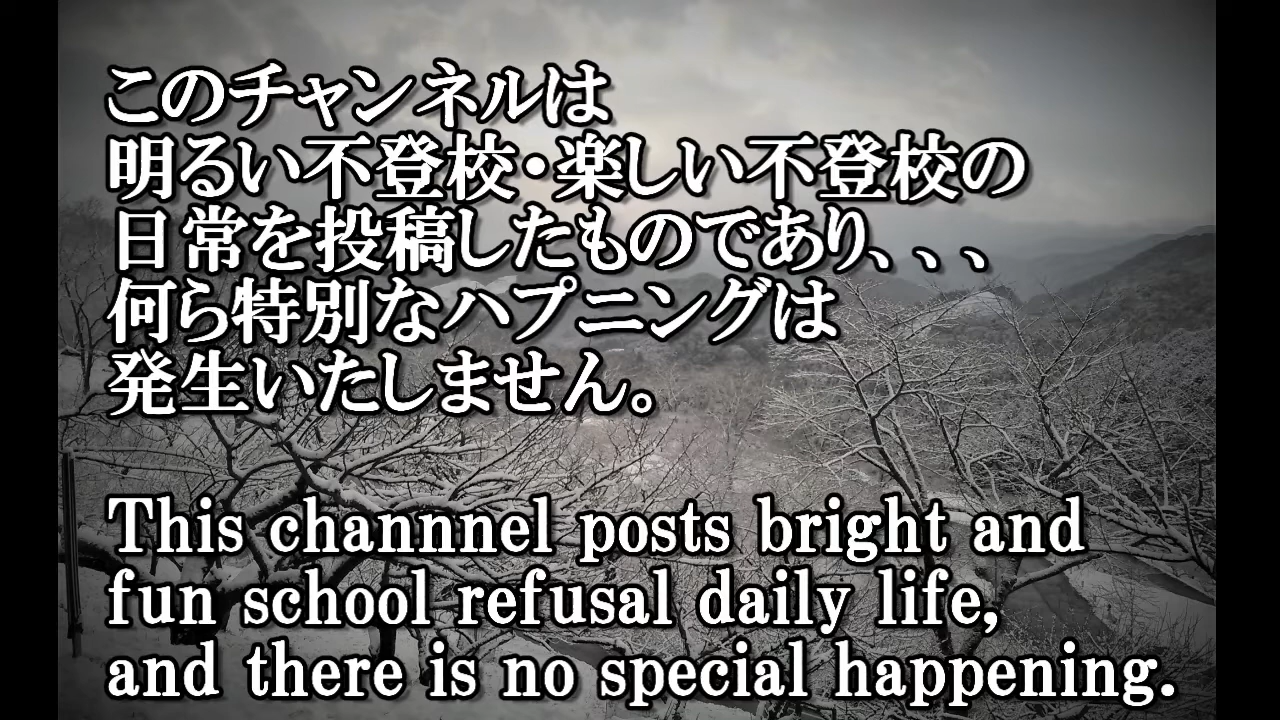 このチャンネルは
明るい不登校・楽しい不登校の
日常を投稿したものであり、、、
何ら特別なハプニングは
発生いたしません。
This channnel posts bright and
fun school refusal daily life,
and there is no special happening.